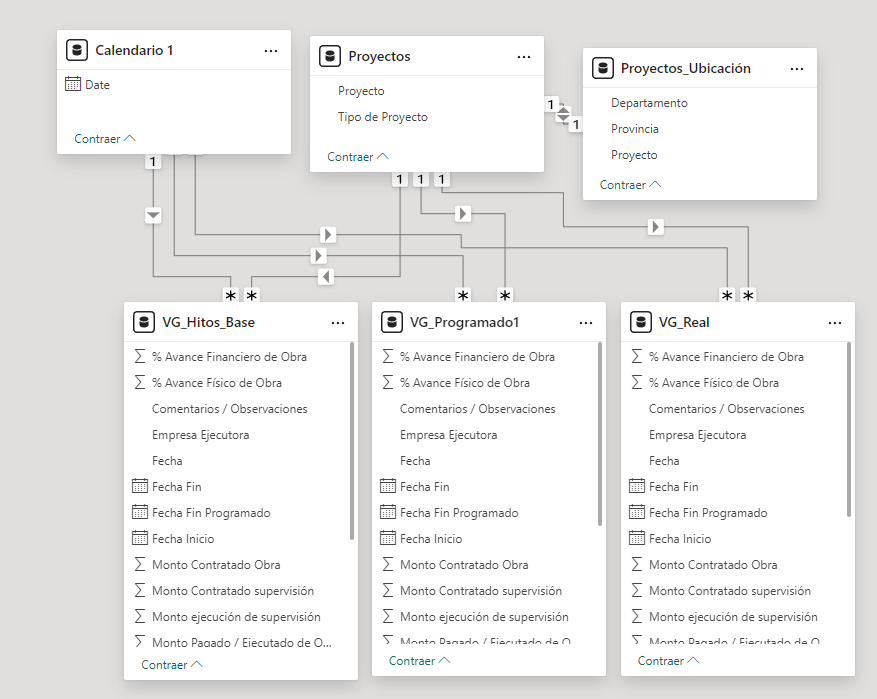 Calendario 1
Date
Contraer
1
Proyectos
Proyecto
Tipo de Proyecto
Contraer
1
1
1
1
1
Proyectos_Ubicación
Departamento
Provincia
Proyecto
Contraer
*
*
*
*
*
*
VG_Hitos_Base
% Avance Financiero de Obra
% Avance Físico de Obra
Comentarios / Observaciones
Empresa Ejecutora
Fecha
Fecha Fin
Fecha Fin Programado
Fecha Inicio
Monto Contratado Obra
Monto Contratado supervisión
Monto ejecución de supervisión
Monto Pagado / Ejecutado de O...
Contraer
VG_Programado1
% Avance Financiero de Obra
% Avance Físico de Obra
Comentarios / Observaciones
Empresa Ejecutora
Fecha
Fecha Fin
Fecha Fin Programado
Fecha Inicio
Monto Contratado Obra
Monto Contratado supervisión
Monto ejecución de supervisión
Monto Pagado / Ejecutado de O
Contraer
VG_Real
% Avance Financiero de Obra
% Avance Físico de Obra
Comentarios / Observaciones
Empresa Ejecutora
Fecha
Fecha Fin
Fecha Fin Programado
Fecha Inicio
Monto Contratado Obra
Monto Contratado supervisión
Monto ejecución de supervisión
Monto Pagado / Ejecutado de O
Contraer